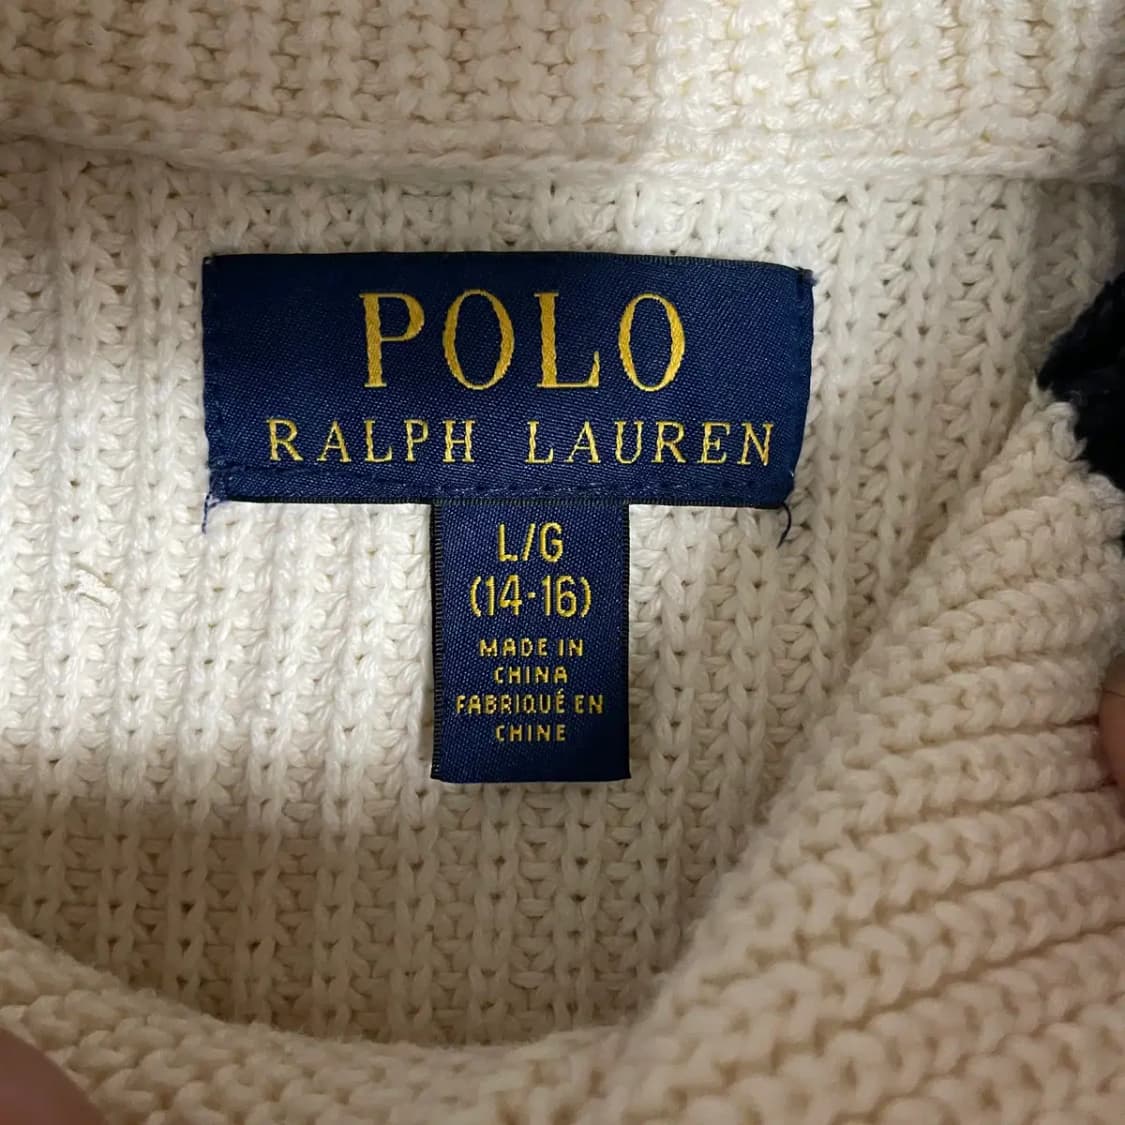 POLO
RALPH LAUREN
L/G
(14-16)
MADE IN
CHINA
FABRIQUÉ EN
CHINE